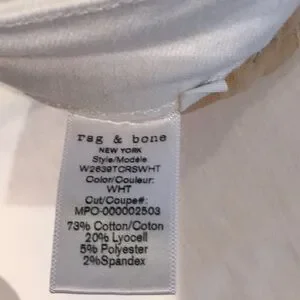 rag & bone
NEW YORK
Style/Modèle:
W2639TCRSWHT
Color/Couleur:
WHT
Cut/Coupe#:
MPO-000002503
73% Cotton/Coton
20% Lyocell
5% Polyester
2%Spandex